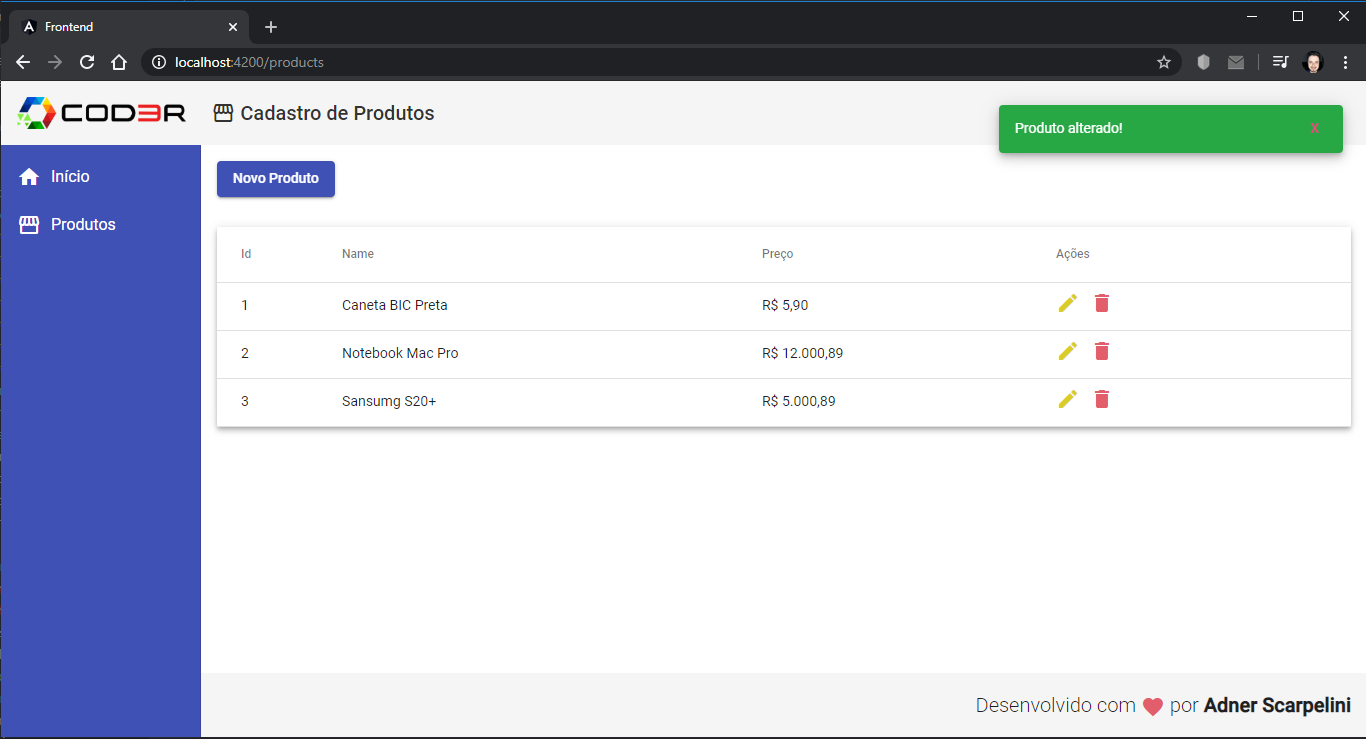 Frontend
localhost:4200/products
COD3R
Cadastro de Produtos
Produto alterado! X
Início
Produtos
Novo Produto
Id Name Preço Ações
1 Caneta BIC Preta R$ 5,90
2 Notebook Mac Pro R$ 12.000,89
3 Sansumg S20+ R$ 5.000,89
Desenvolvido com por Adner Scarpelini